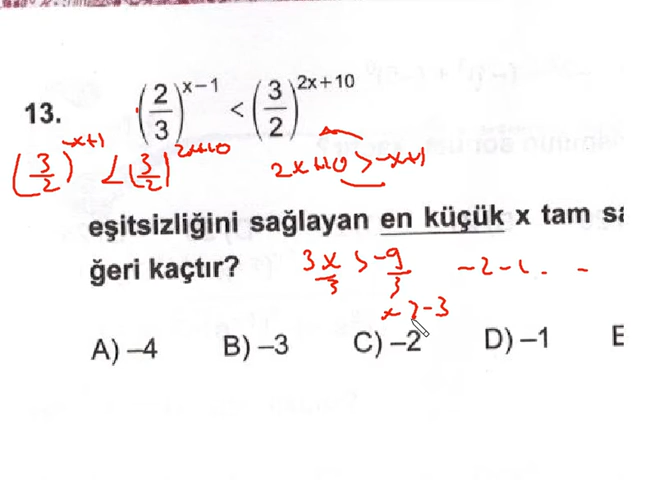 13. (2/3)^x−1 < (3/2)^2x+10
(3/2)^-x+1 < (3/2)^2x+10 2x+10 > -x+1
eşitsizliğini sağlayan en küçük x tam sa
ğeri kaçtır?
3x/3 > -9/3 -2 -1 . -
x > -3
A) –4 B) –3 C) –2 D) –1 E